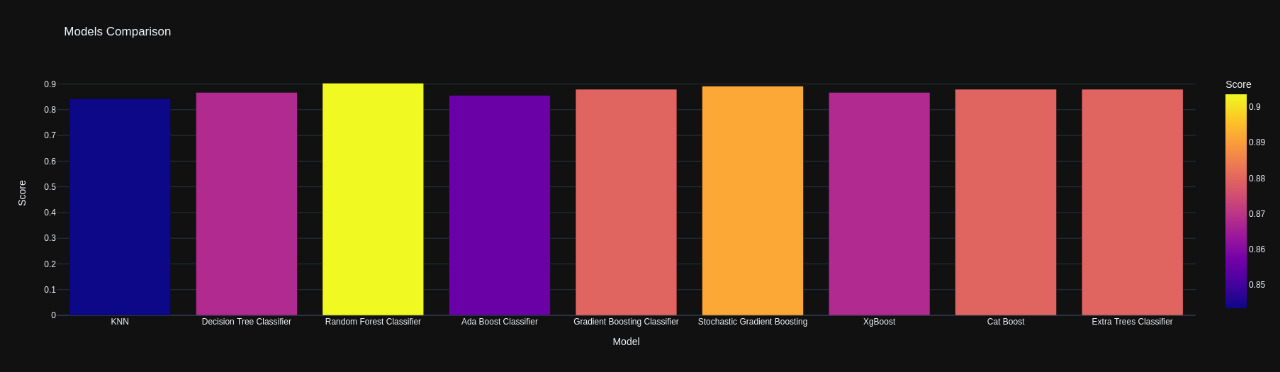 Models Comparison
Score
0.9
0.8
0.7
0.6
0.5
0.4
0.3
0.2
0.1
0
KNN
Decision Tree Classifier
Random Forest Classifier
Ada Boost Classifier
Gradient Boosting Classifier
Stochastic Gradient Boosting
XgBoost
Cat Boost
Extra Trees Classifier
Model
Score
0.9
0.89
0.88
0.87
0.86
0.85